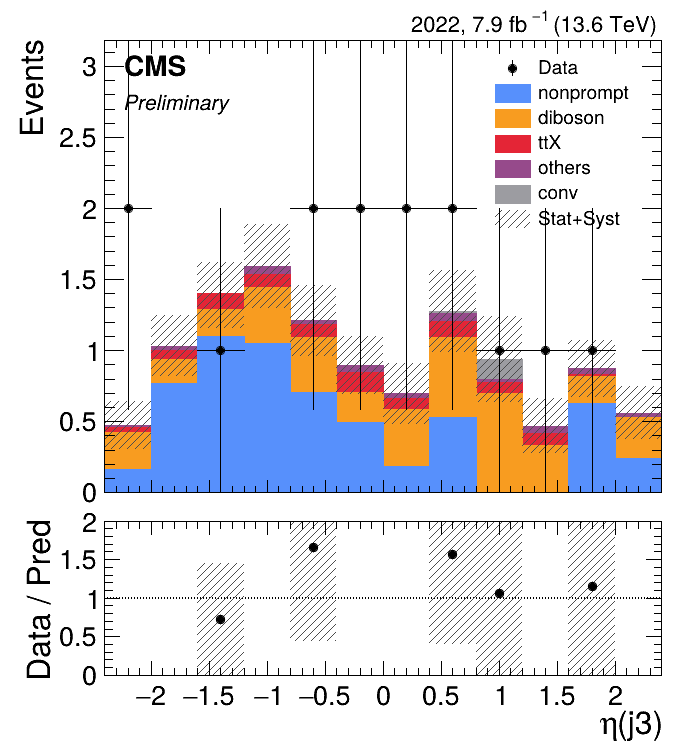 2022, 7.9 fb⁻¹ (13.6 TeV)
CMS
Preliminary
Data
nonprompt
diboson
ttX
others
conv
Stat+Syst
Events
3
2.5
2
1.5
1
0.5
0
Data / Pred
2
1.5
1
0.5
0
−2 −1.5 −1 −0.5 0 0.5 1 1.5 2
η(j3)